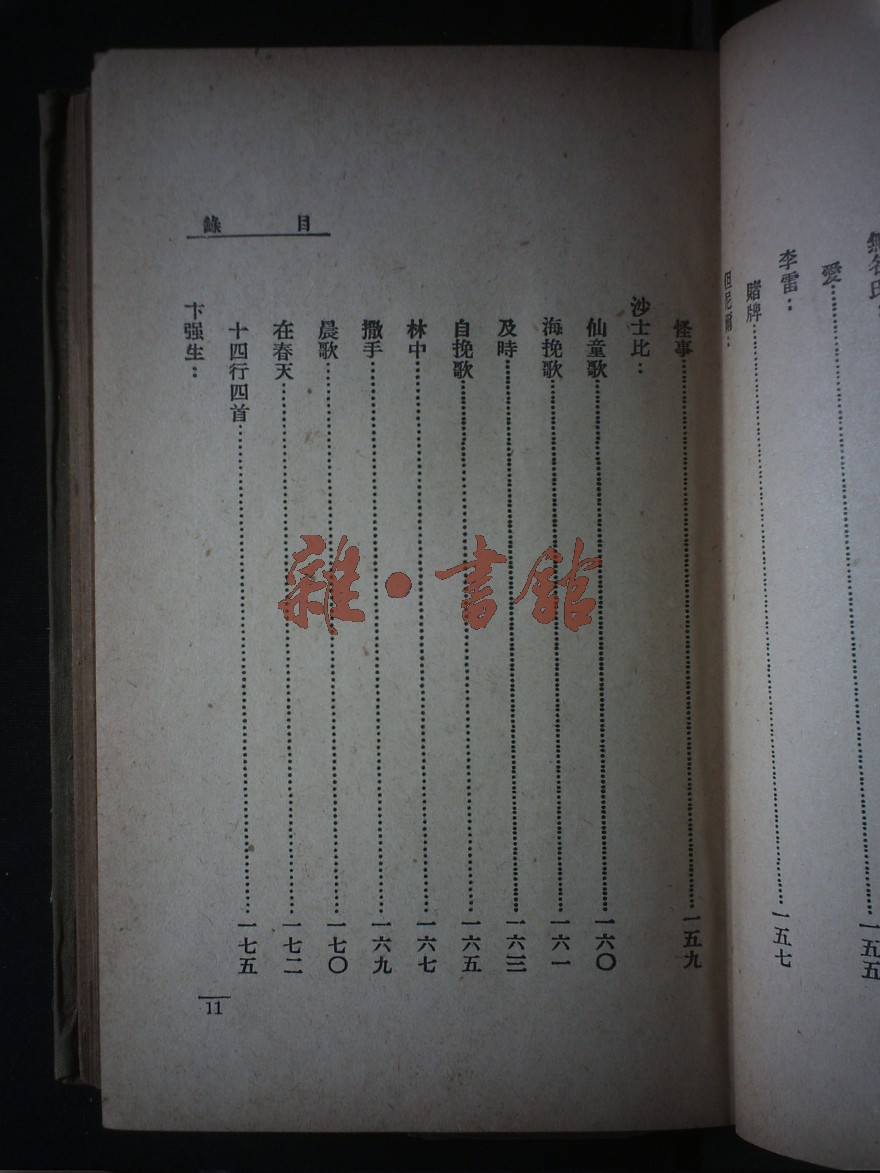 愛……一五五
李雷：
賭牌……一五七
但尼爾：
目錄
怪事……一五九
沙士比：
仙童歌……一六〇
海挽歌……一六一
及時……一六三
自挽歌……一六五
林中……一六七
撒手……一六九
晨歌……一七〇
在春天……一七二
十四行四首……一七五
卞强生：
11
雜·書館